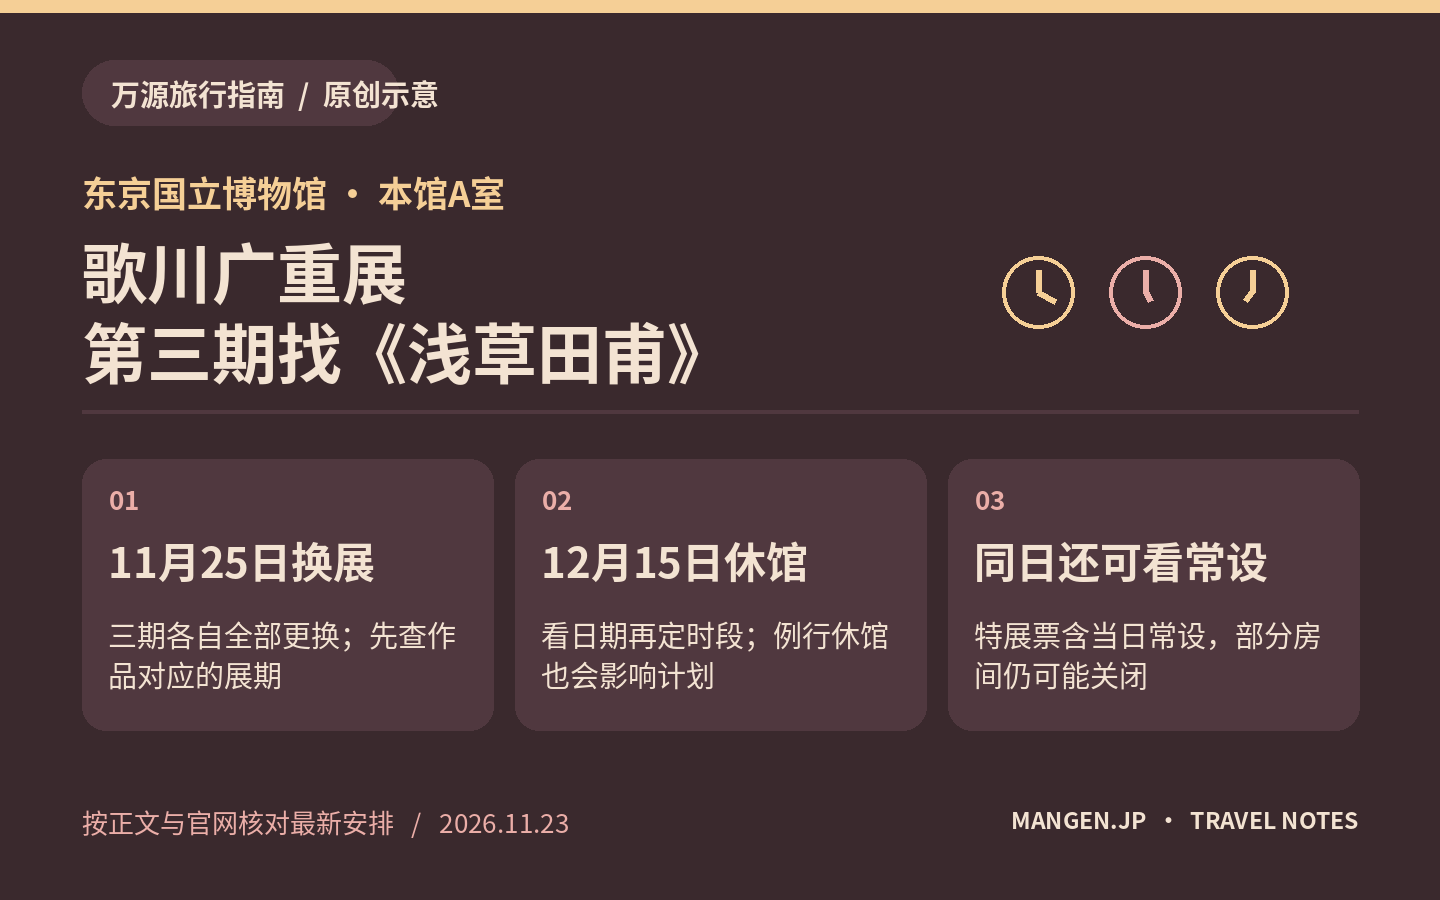 万源旅行指南 / 原创示意
东京国立博物馆 · 本馆A室
歌川广重展
第三期找《浅草田甫》
01
11月25日换展
三期各自全部更换；先查作
品对应的展期
02
12月15日休馆
看日期再定时段；例行休馆
也会影响计划
03
同日还可看常设
特展票含当日常设，部分房
间仍可能关闭
按正文与官网核对最新安排 / 2026.11.23
MANGEN.JP · TRAVEL NOTES